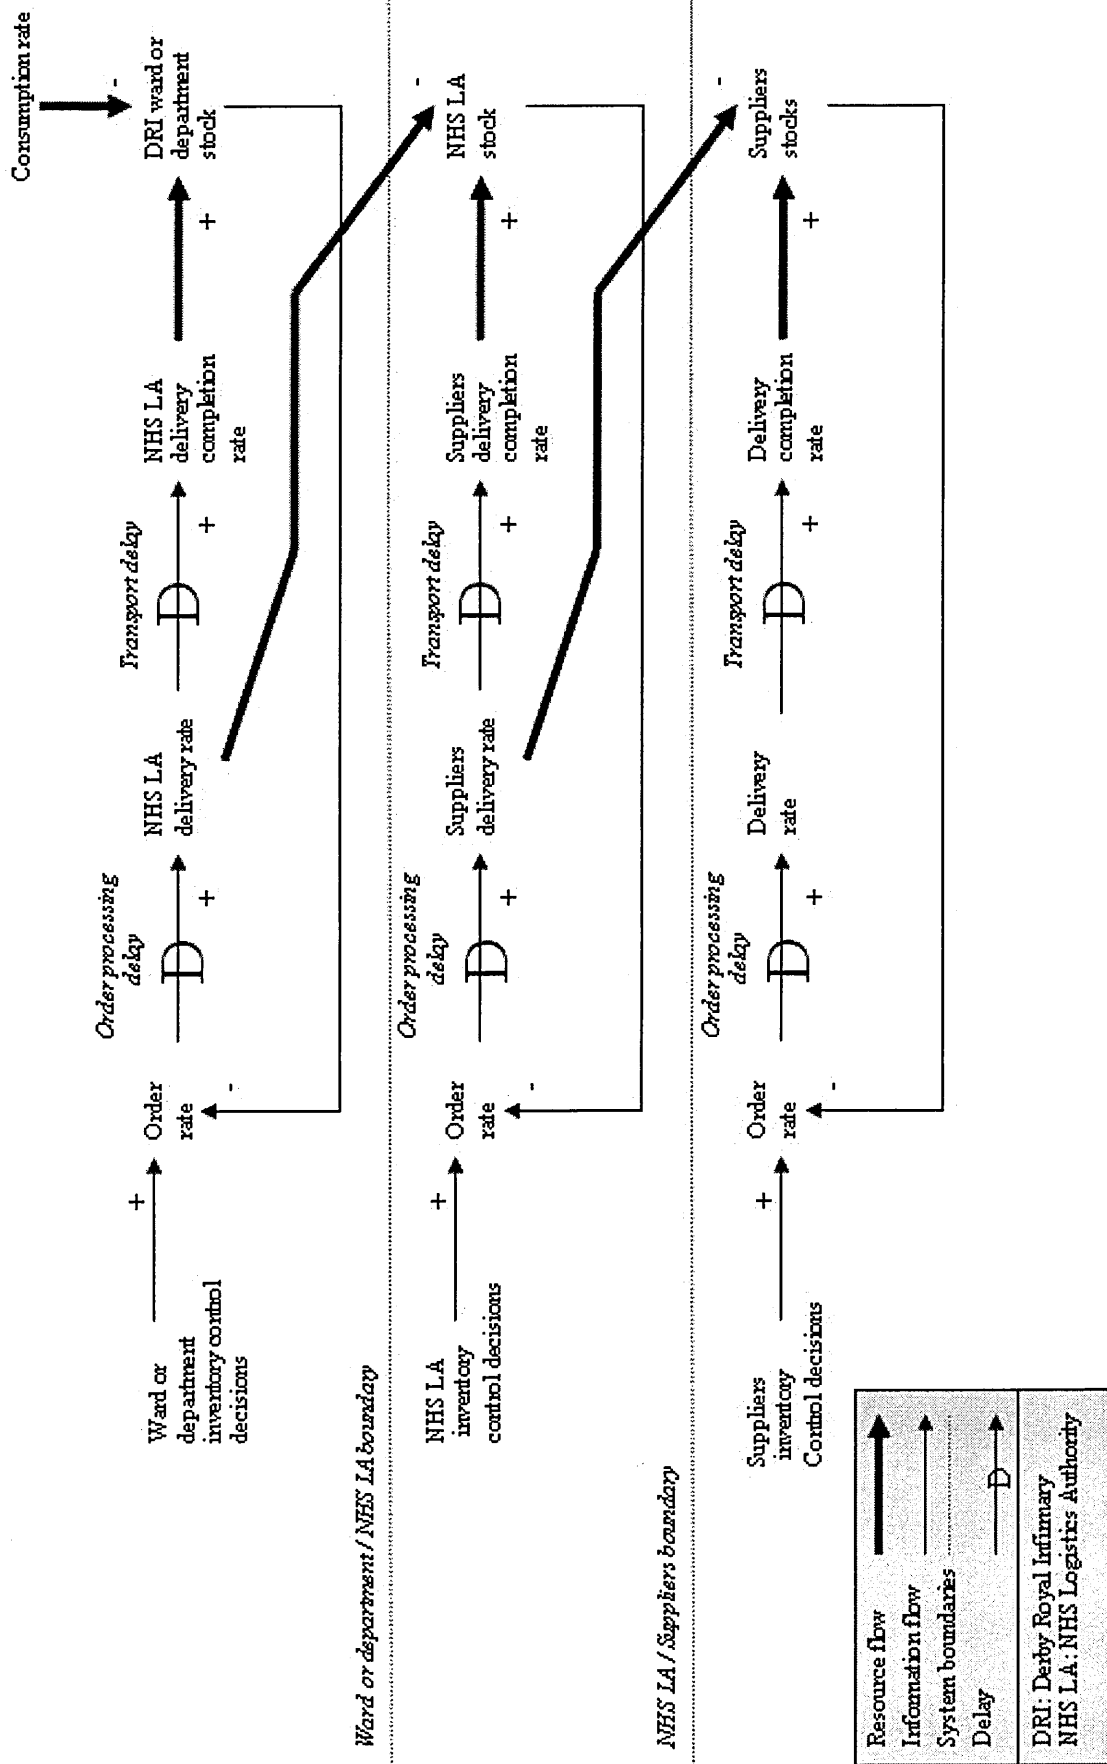 Consumption rate
-
Ward or
department
inventory control
decisions
+
Order
rate
-
Order processing
delay
D
+
NHS LA
delivery rate
Transport delay
D
+
NHS LA
delivery
completion
rate
+
DRI ward or
department
stock
Ward or department / NHS LA boundary
-
NHS LA
inventory
control decisions
+
Order
rate
-
Order processing
delay
D
+
Suppliers
delivery rate
Transport delay
D
+
Suppliers
delivery
completion
rate
+
NHS LA
stock
NHS LA / Suppliers boundary
-
Suppliers
inventory
Control decisions
+
Order
rate
-
Order processing
delay
D
+
Delivery
rate
Transport delay
D
+
Delivery
completion
rate
+
Suppliers
stocks
Resource flow
Information flow
System boundaries
Delay
D
DRI: Derby Royal Infirmary
NHS LA: NHS Logistics Authority